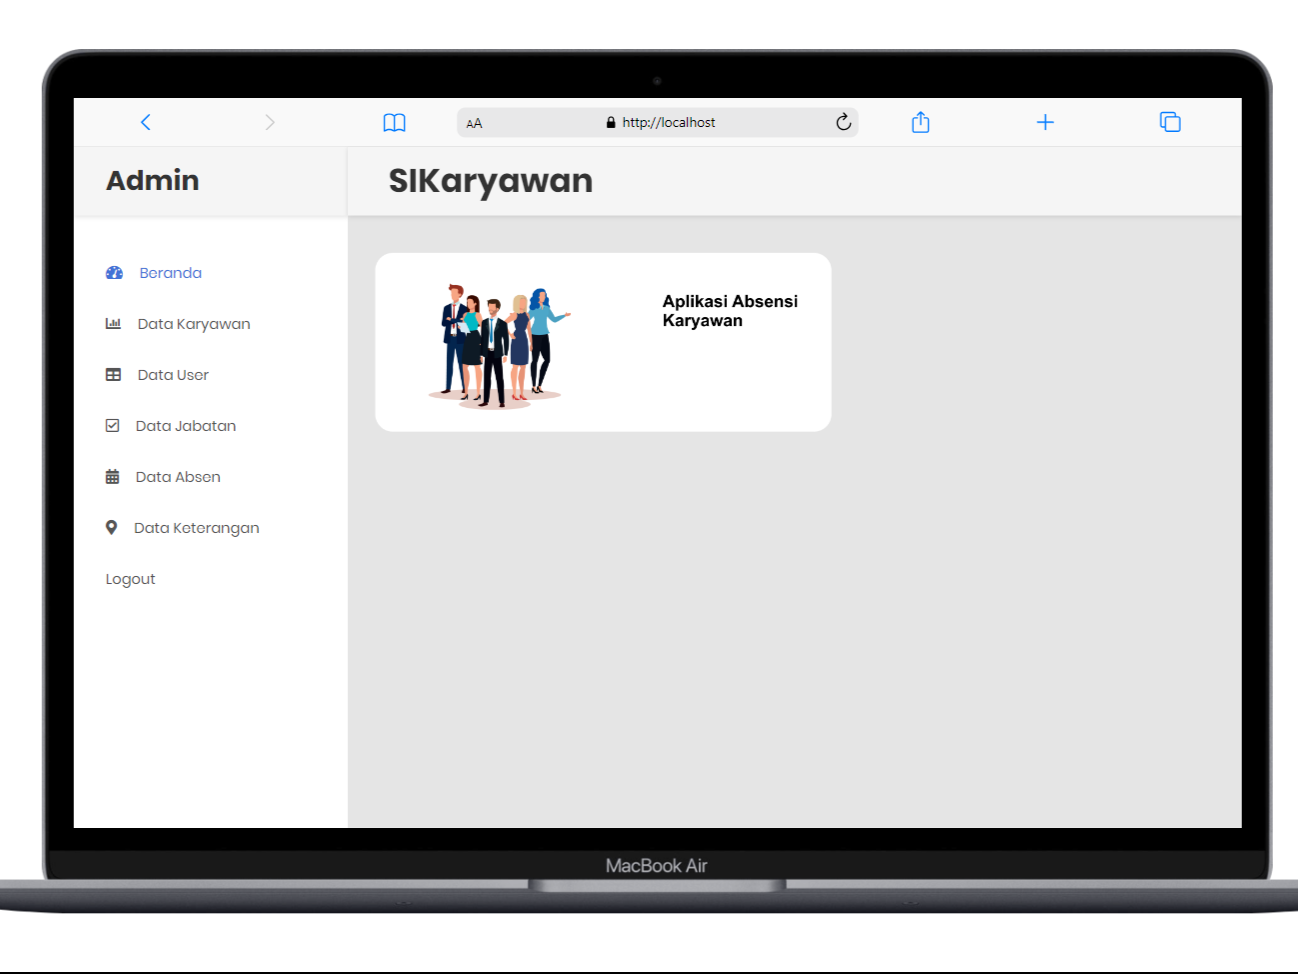 AA
http://localhost
Admin
SIKaryawan
Beranda
Data Karyawan
Data User
Data Jabatan
Data Absen
Data Keterangan
Logout
Aplikasi Absensi
Karyawan
MacBook Air